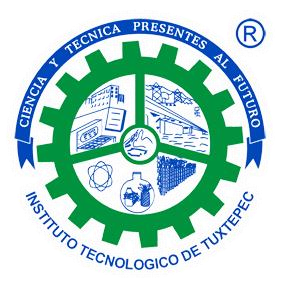 CIENCIA Y TECNICA PRESENTES AL FUTURO
®
INSTITUTO TECNOLOGICO DE TUXTEPEC